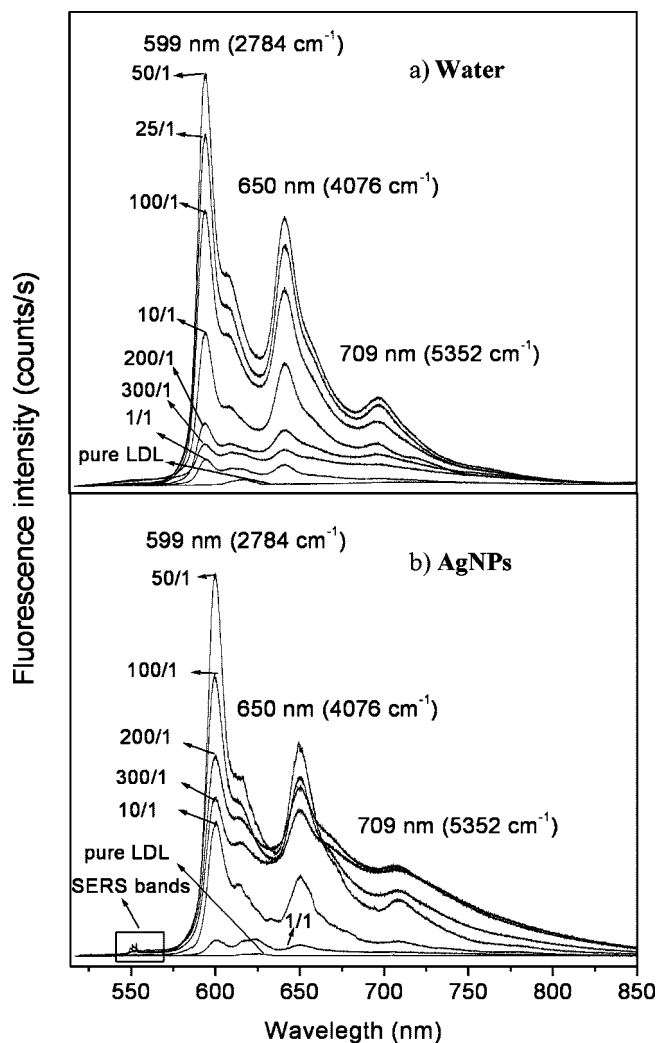 599 nm (2784 cm⁻¹)
a) Water
50/1
25/1
650 nm (4076 cm⁻¹)
100/1
10/1
709 nm (5352 cm⁻¹)
200/1
300/1
1/1
pure LDL
Fluorescence intensity (counts/s)
599 nm (2784 cm⁻¹)
b) AgNPs
50/1
100/1
650 nm (4076 cm⁻¹)
200/1
300/1
10/1
709 nm (5352 cm⁻¹)
pure LDL
SERS bands
1/1
550 600 650 700 750 800 850
Wavelegth (nm)